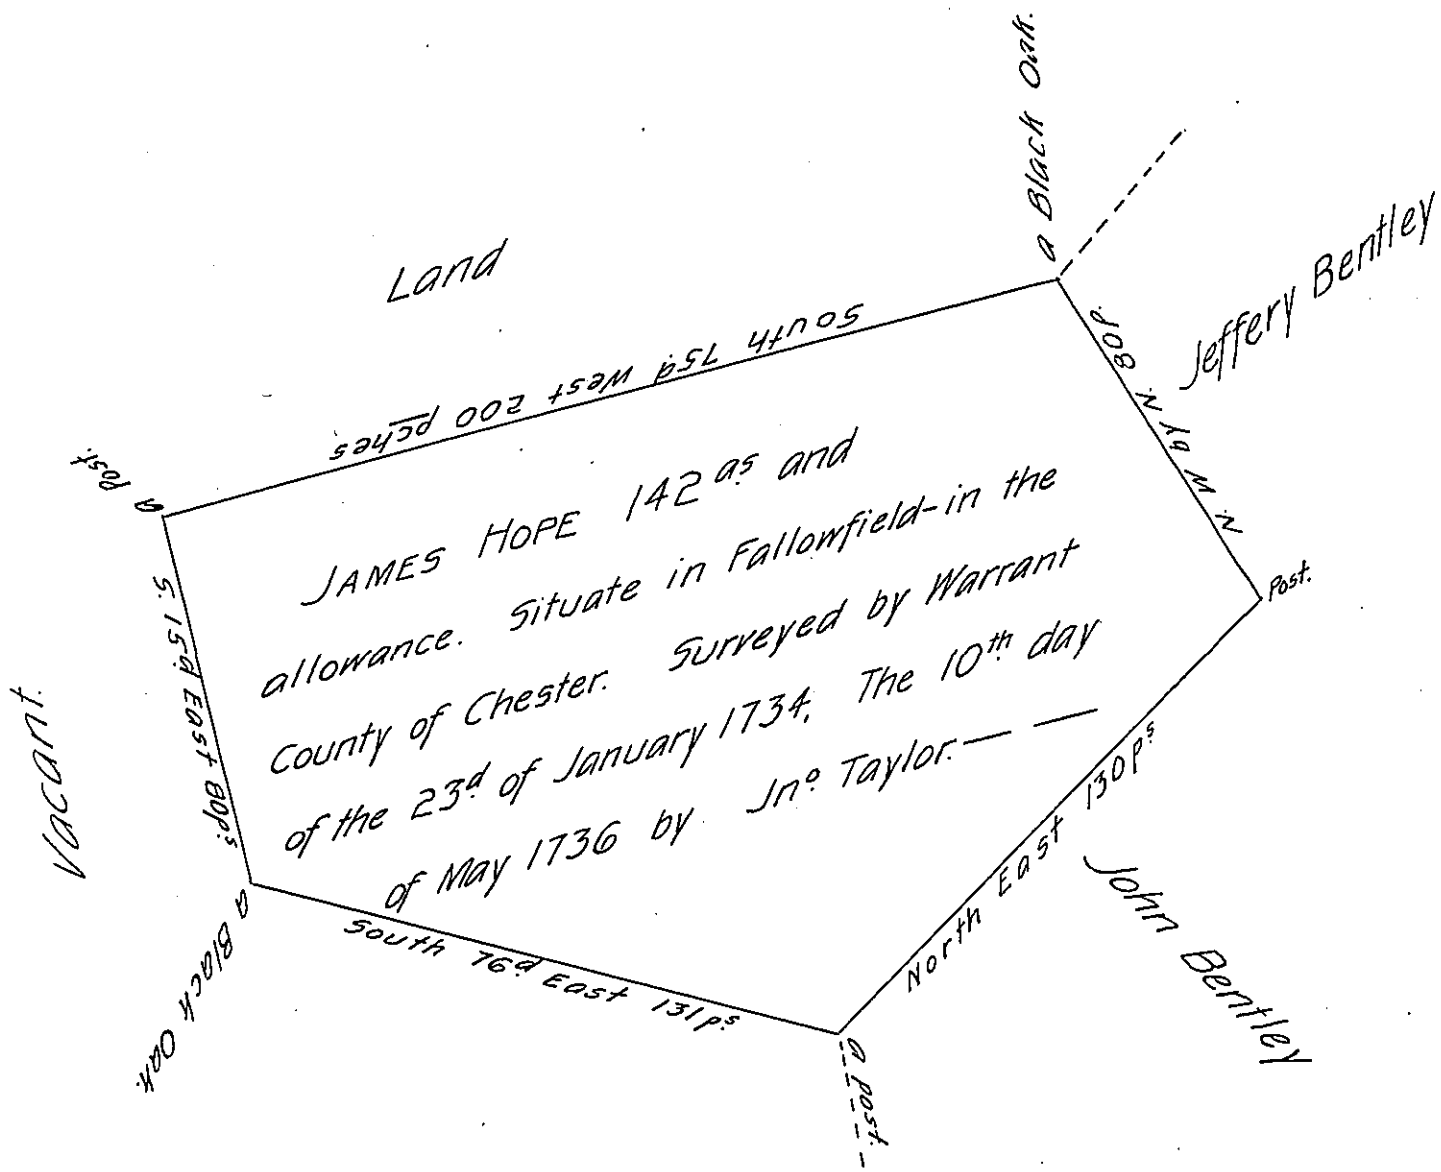 a Black Oak.
Land
Jeffery Bentley
South 75d West 200 pches
N. W by N. 80 P.
a Post.
JAMES HOPE 142 as. and
allowance. Situate in Fallowfield-in the
County of Chester. Surveyed by Warrant
of the 23d of January 1734, The 10th day
of May 1736 by Jno. Taylor. — —
Post.
S. 15d East 80ps.
Vacant.
North East 130ps
John Bentley
South 76d East 131ps.
a Black Oak.
a post.